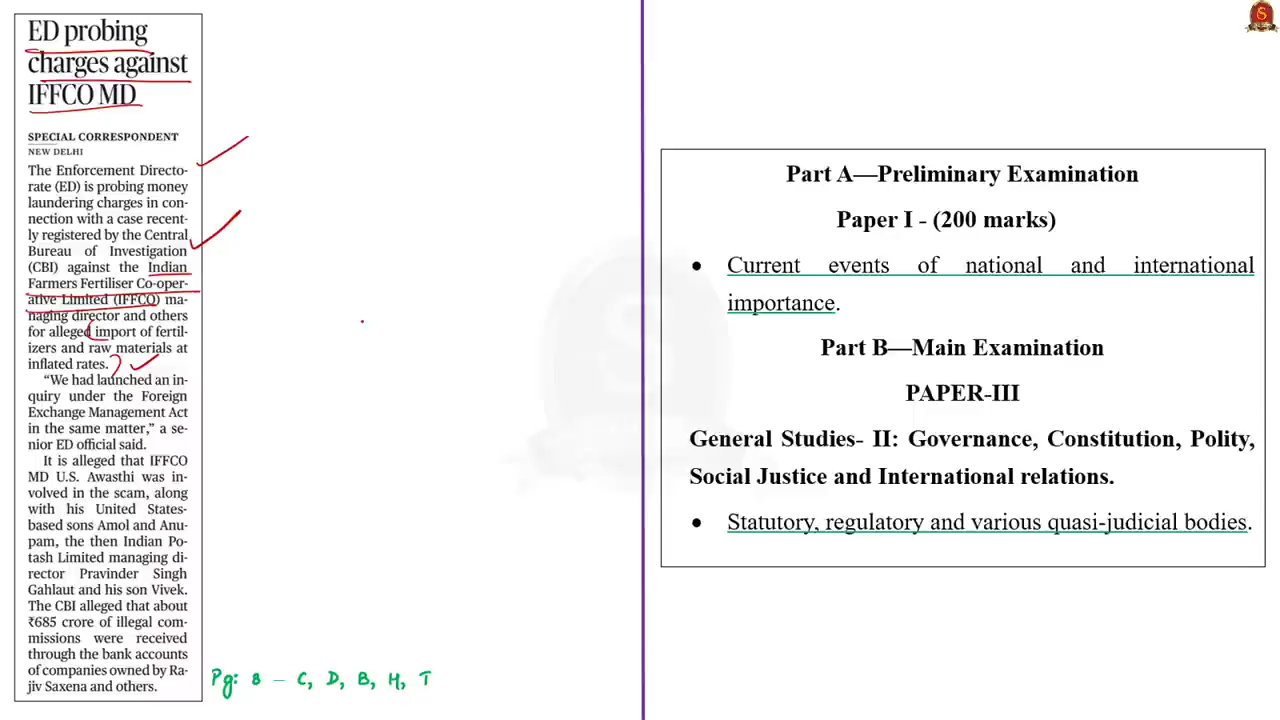 ED probing
charges against
IFFCO MD
SPECIAL CORRESPONDENT
NEW DELHI
The Enforcement Directo-
rate (ED) is probing money
laundering charges in con-
nection with a case recent-
ly registered by the Central
Bureau of Investigation
(CBI) against the Indian
Farmers Fertiliser Co-oper-
ative Limited (IFFCO) ma-
naging director and others
for alleged import of fertil-
izers and raw materials at
inflated rates.
“We had launched an in-
quiry under the Foreign
Exchange Management Act
in the same matter,” a se-
nior ED official said.
It is alleged that IFFCO
MD U.S. Awasthi was in-
volved in the scam, along
with his United States-
based sons Amol and Anu-
pam, the then Indian Po-
tash Limited managing di-
rector Pravinder Singh
Gahlaut and his son Vivek.
The CBI alleged that about
₹685 crore of illegal com-
missions were received
through the bank accounts
of companies owned by Ra-
jiv Saxena and others.
Pg: 8 – C, D, B, H, T
Part A—Preliminary Examination
Paper I - (200 marks)
• Current events of national and international
importance.
Part B—Main Examination
PAPER-III
General Studies- II: Governance, Constitution, Polity,
Social Justice and International relations.
• Statutory, regulatory and various quasi-judicial bodies.